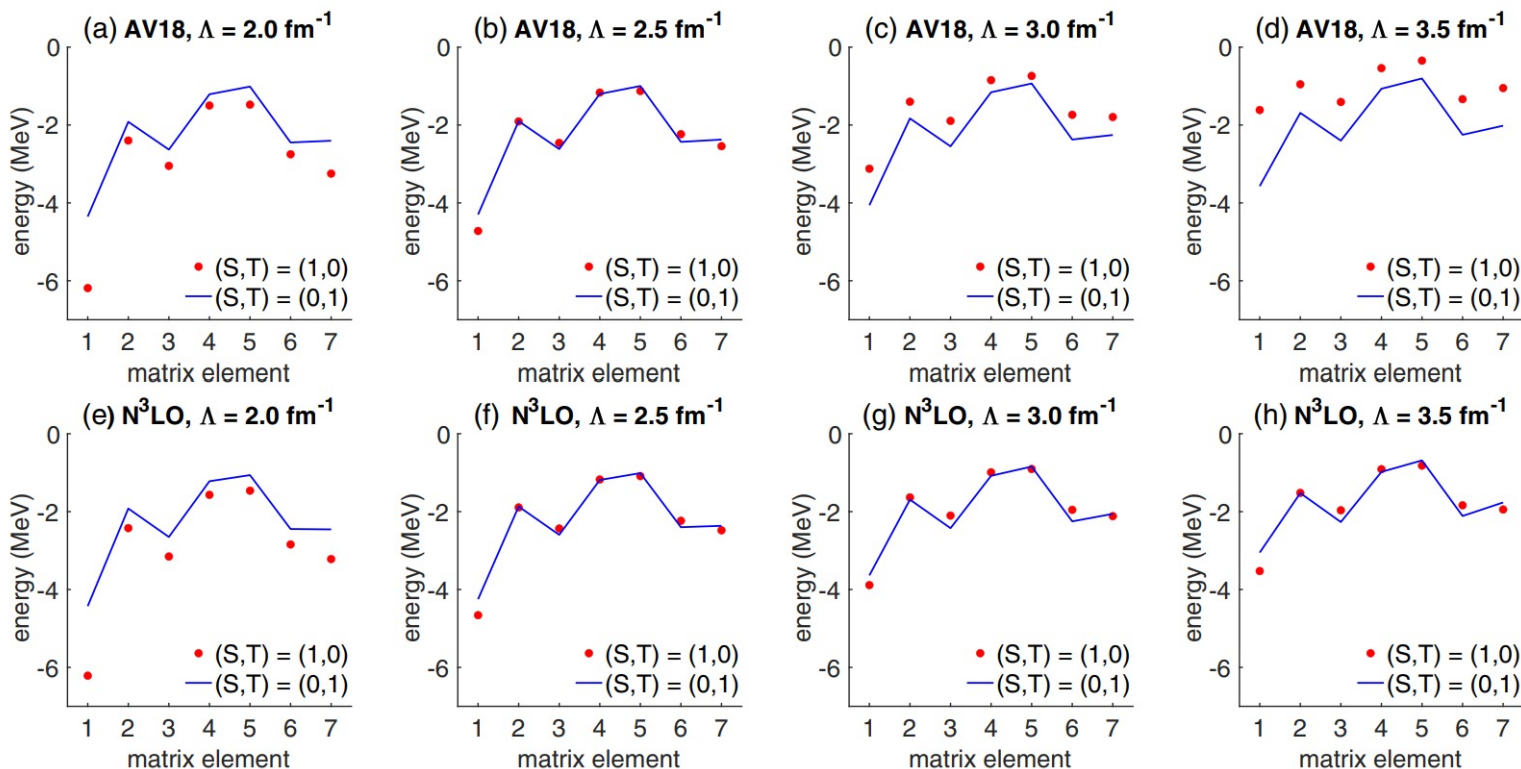 (a) AV18, Λ = 2.0 fm⁻¹
0
-2
-4
-6
energy (MeV)
(S,T) = (1,0)
(S,T) = (0,1)
1 2 3 4 5 6 7
matrix element
(b) AV18, Λ = 2.5 fm⁻¹
0
-2
-4
-6
energy (MeV)
(S,T) = (1,0)
(S,T) = (0,1)
1 2 3 4 5 6 7
matrix element
(c) AV18, Λ = 3.0 fm⁻¹
0
-2
-4
-6
energy (MeV)
(S,T) = (1,0)
(S,T) = (0,1)
1 2 3 4 5 6 7
matrix element
(d) AV18, Λ = 3.5 fm⁻¹
0
-2
-4
-6
energy (MeV)
(S,T) = (1,0)
(S,T) = (0,1)
1 2 3 4 5 6 7
matrix element
(e) N³LO, Λ = 2.0 fm⁻¹
0
-2
-4
-6
energy (MeV)
(S,T) = (1,0)
(S,T) = (0,1)
1 2 3 4 5 6 7
matrix element
(f) N³LO, Λ = 2.5 fm⁻¹
0
-2
-4
-6
energy (MeV)
(S,T) = (1,0)
(S,T) = (0,1)
1 2 3 4 5 6 7
matrix element
(g) N³LO, Λ = 3.0 fm⁻¹
0
-2
-4
-6
energy (MeV)
(S,T) = (1,0)
(S,T) = (0,1)
1 2 3 4 5 6 7
matrix element
(h) N³LO, Λ = 3.5 fm⁻¹
0
-2
-4
-6
energy (MeV)
(S,T) = (1,0)
(S,T) = (0,1)
1 2 3 4 5 6 7
matrix element